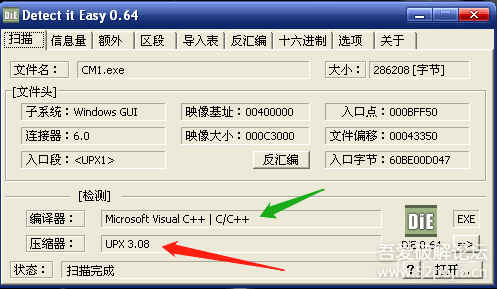 Detect it Easy 0.64
扫描 信息量 额外 区段 导入表 反汇编 十六进制 选项 关于
文件名： CM1.exe 大小： 286208 [字节]
[文件头]
子系统：Windows GUI 映像基址：00400000 入口点：000BFF50
连接器：6.0 映像大小：000C3000 文件偏移：00043350
入口段：<UPX1> 反汇编 入口字节：60BE00D047
[检测]
编译器： Microsoft Visual C++ | C/C++ DiE EXE
压缩器： UPX 3.08 DiE 0.64 =>
状态： 扫描完成 ? 打开...
吾爱破解论坛
www.52pojie.cn